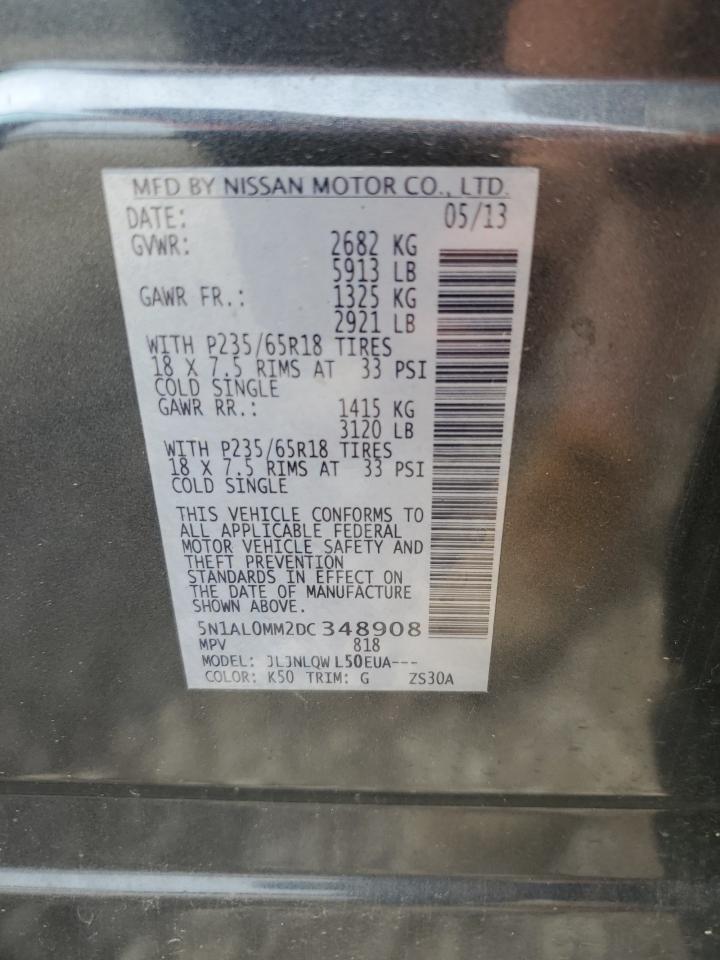 MFD BY NISSAN MOTOR CO., LTD.
DATE: 05/13
GVWR: 2682 KG
5913 LB
GAWR FR.: 1325 KG
2921 LB
WITH P235/65R18 TIRES
18 X 7.5 RIMS AT 33 PSI
COLD SINGLE
GAWR RR.: 1415 KG
3120 LB
WITH P235/65R18 TIRES
18 X 7.5 RIMS AT 33 PSI
COLD SINGLE
THIS VEHICLE CONFORMS TO
ALL APPLICABLE FEDERAL
MOTOR VEHICLE SAFETY AND
THEFT PREVENTION
STANDARDS IN EFFECT ON
THE DATE OF MANUFACTURE
SHOWN ABOVE.
5N1AL0MM2DC348908
MPV 818
MODEL: JLJNLQWL50EUA---
COLOR: K50 TRIM: G ZS30A